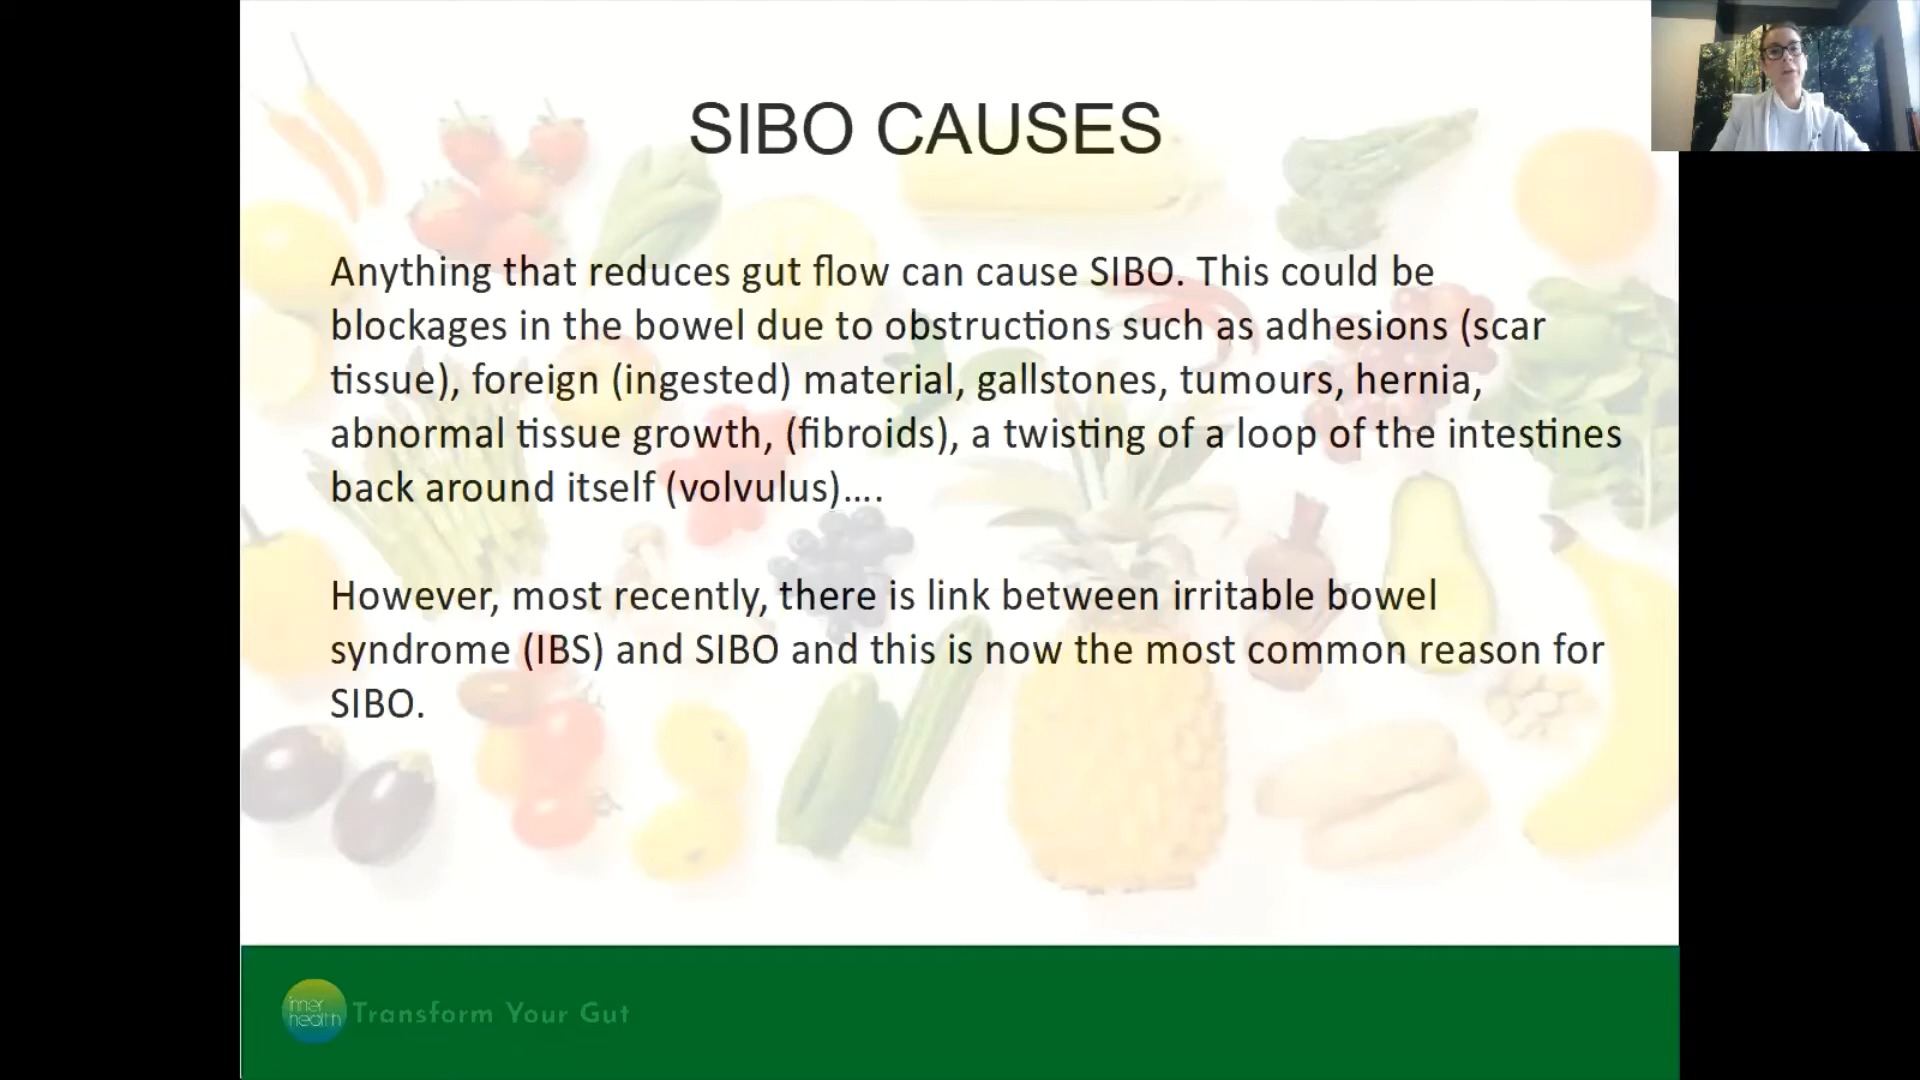 SIBO CAUSES
Anything that reduces gut flow can cause SIBO. This could be
blockages in the bowel due to obstructions such as adhesions (scar
tissue), foreign (ingested) material, gallstones, tumours, hernia,
abnormal tissue growth, (fibroids), a twisting of a loop of the intestines
back around itself (volvulus)....
However, most recently, there is link between irritable bowel
syndrome (IBS) and SIBO and this is now the most common reason for
SIBO.
inner
health
Transform Your Gut